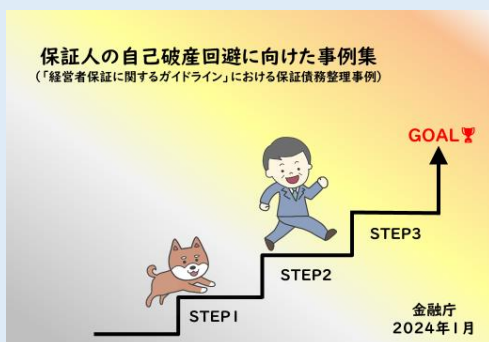 保証人の自己破産回避に向けた事例集
(「経営者保証に関するガイドライン」における保証債務整理事例)
GOAL
STEP3
STEP2
STEP1
金融庁
2024年1月